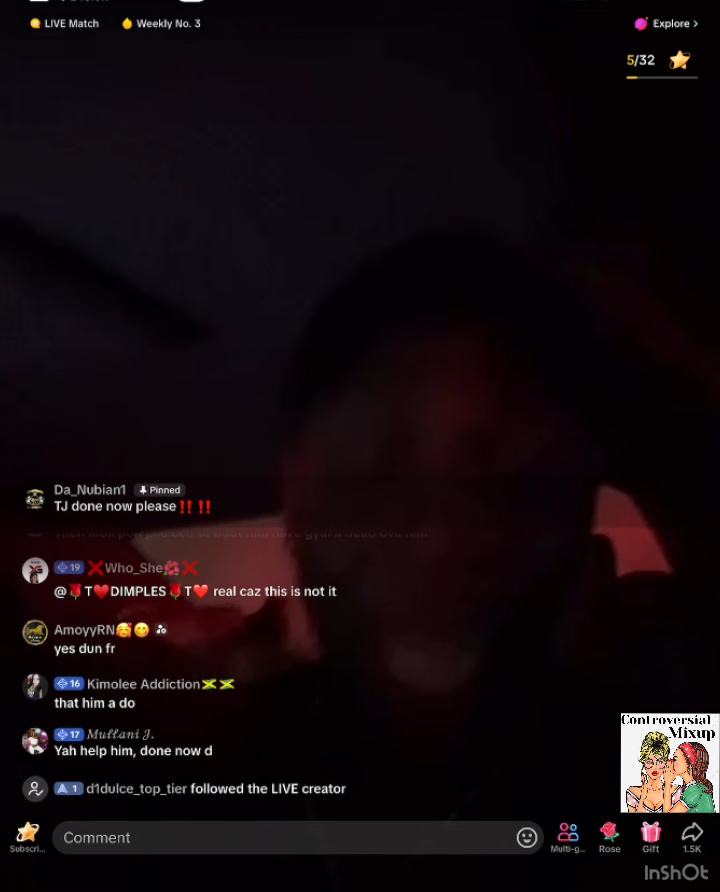 LIVE Match
Weekly No. 3
Explore >
5/32
Da_Nubian1 Pinned
TJ done now please‼️‼️
19 ❌Who_She🌺❌
@🌹T❤️DIMPLES🌹T❤️ real caz this is not it
AmoyyRN🥰😋
yes dun fr
16 Kimolee Addiction🇯🇲🇯🇲
that him a do
17 Mullani J.
Yah help him, done now d
1 d1dulce_top_tier followed the LIVE creator
Controversial
Mixup
Comment
Subscri...
Multi-g...
Rose
Gift
1.5K
InShOt